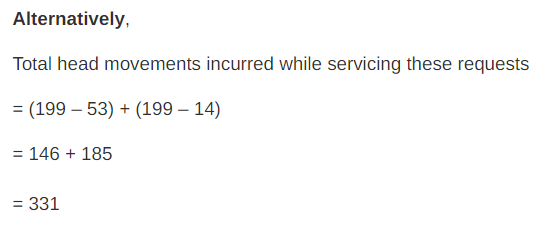 Alternatively,
Total head movements incurred while servicing these requests
= (199 – 53) + (199 – 14)
= 146 + 185
= 331